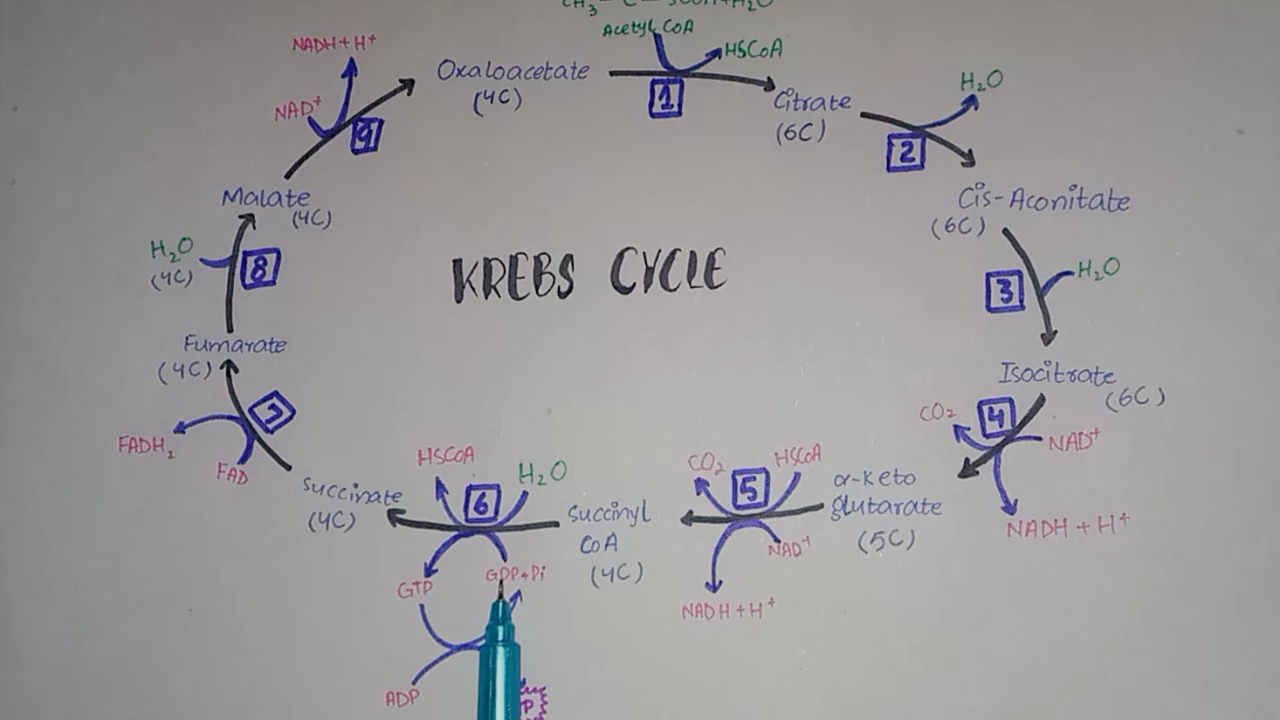 Acetyl CoA
HSCoA
NADH + H+
Oxaloacetate
(4C)
1
Citrate
(6C)
H2O
NAD+
9
2
Malate
(4C)
Cis-Aconitate
(6C)
H2O
(4C)
8
KREBS CYCLE
3
H2O
Fumarate
(4C)
Isocitrate
(6C)
7
FADH2
FAD
CO2
4
NAD+
NADH + H+
HSCoA
H2O
6
Succinate
(4C)
CO2
5
HSCoA
α-Keto
glutarate
(5C)
Succinyl
CoA
(4C)
NAD+
NADH + H+
GTP
GDP+Pi
ADP
P